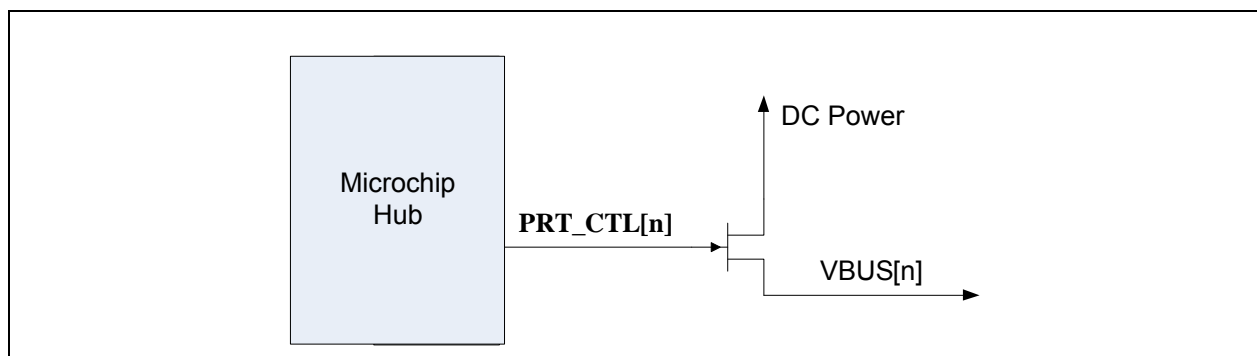 DC Power
Microchip
Hub
PRT_CTL[n]
VBUS[n]